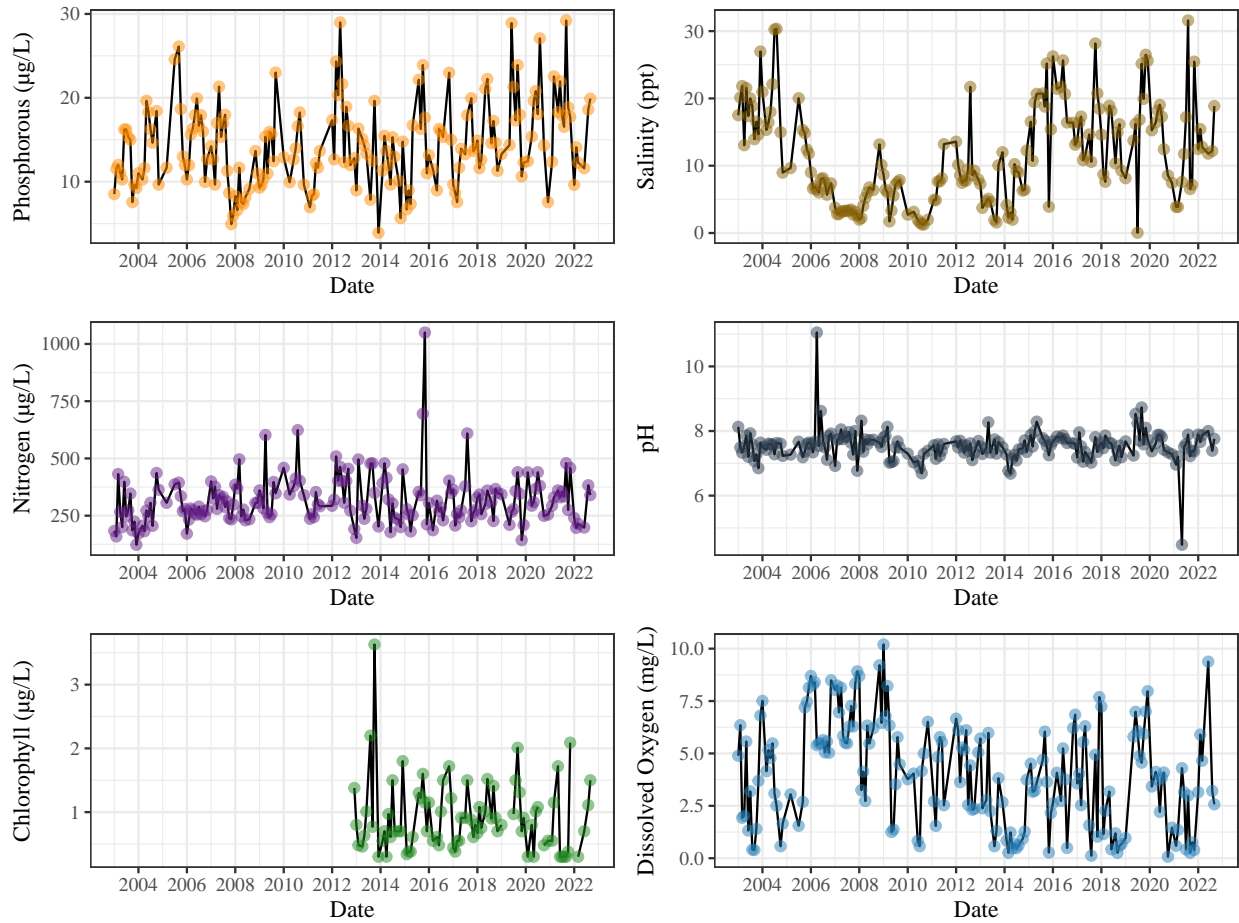 Phosphorous (µg/L)
30
20
10
2004 2006 2008 2010 2012 2014 2016 2018 2020 2022
Date
Salinity (ppt)
30
20
10
0
2004 2006 2008 2010 2012 2014 2016 2018 2020 2022
Date
Nitrogen (µg/L)
1000
750
500
250
2004 2006 2008 2010 2012 2014 2016 2018 2020 2022
Date
pH
10
8
6
2004 2006 2008 2010 2012 2014 2016 2018 2020 2022
Date
Chlorophyll (µg/L)
3
2
1
2004 2006 2008 2010 2012 2014 2016 2018 2020 2022
Date
Dissolved Oxygen (mg/L)
10.0
7.5
5.0
2.5
0.0
2004 2006 2008 2010 2012 2014 2016 2018 2020 2022
Date